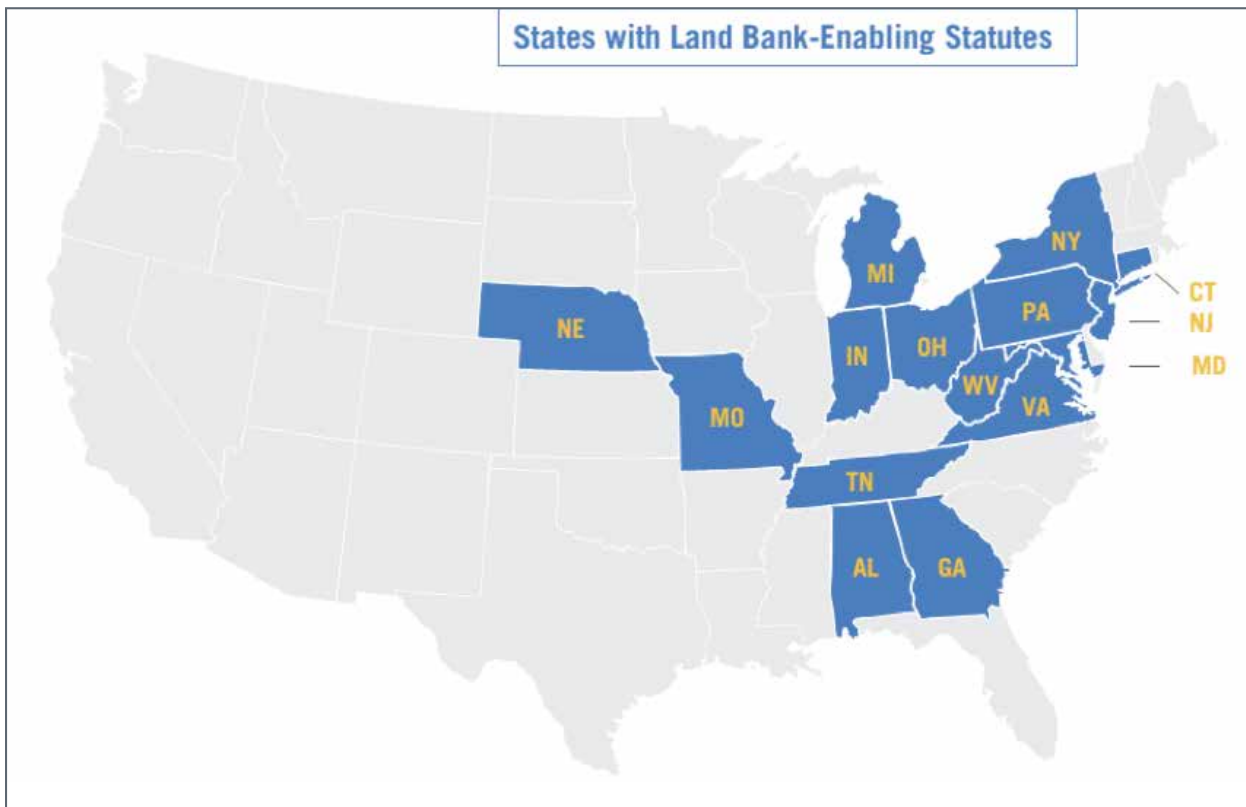 States with Land Bank-Enabling Statutes
NY
MI
CT
PA
NJ
NE
OH
IN
MD
WV
VA
MO
TN
AL
GA